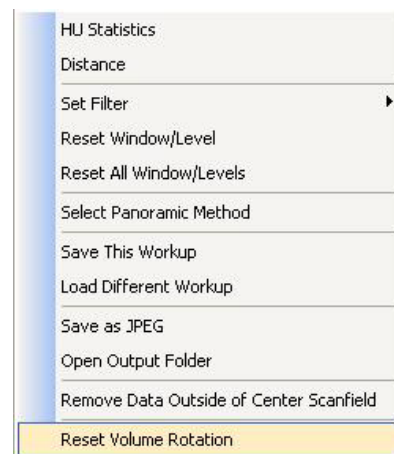 HU Statistics
Distance
Set Filter
Reset Window/Level
Reset All Window/Levels
Select Panoramic Method
Save This Workup
Load Different Workup
Save as JPEG
Open Output Folder
Remove Data Outside of Center Scanfield
Reset Volume Rotation